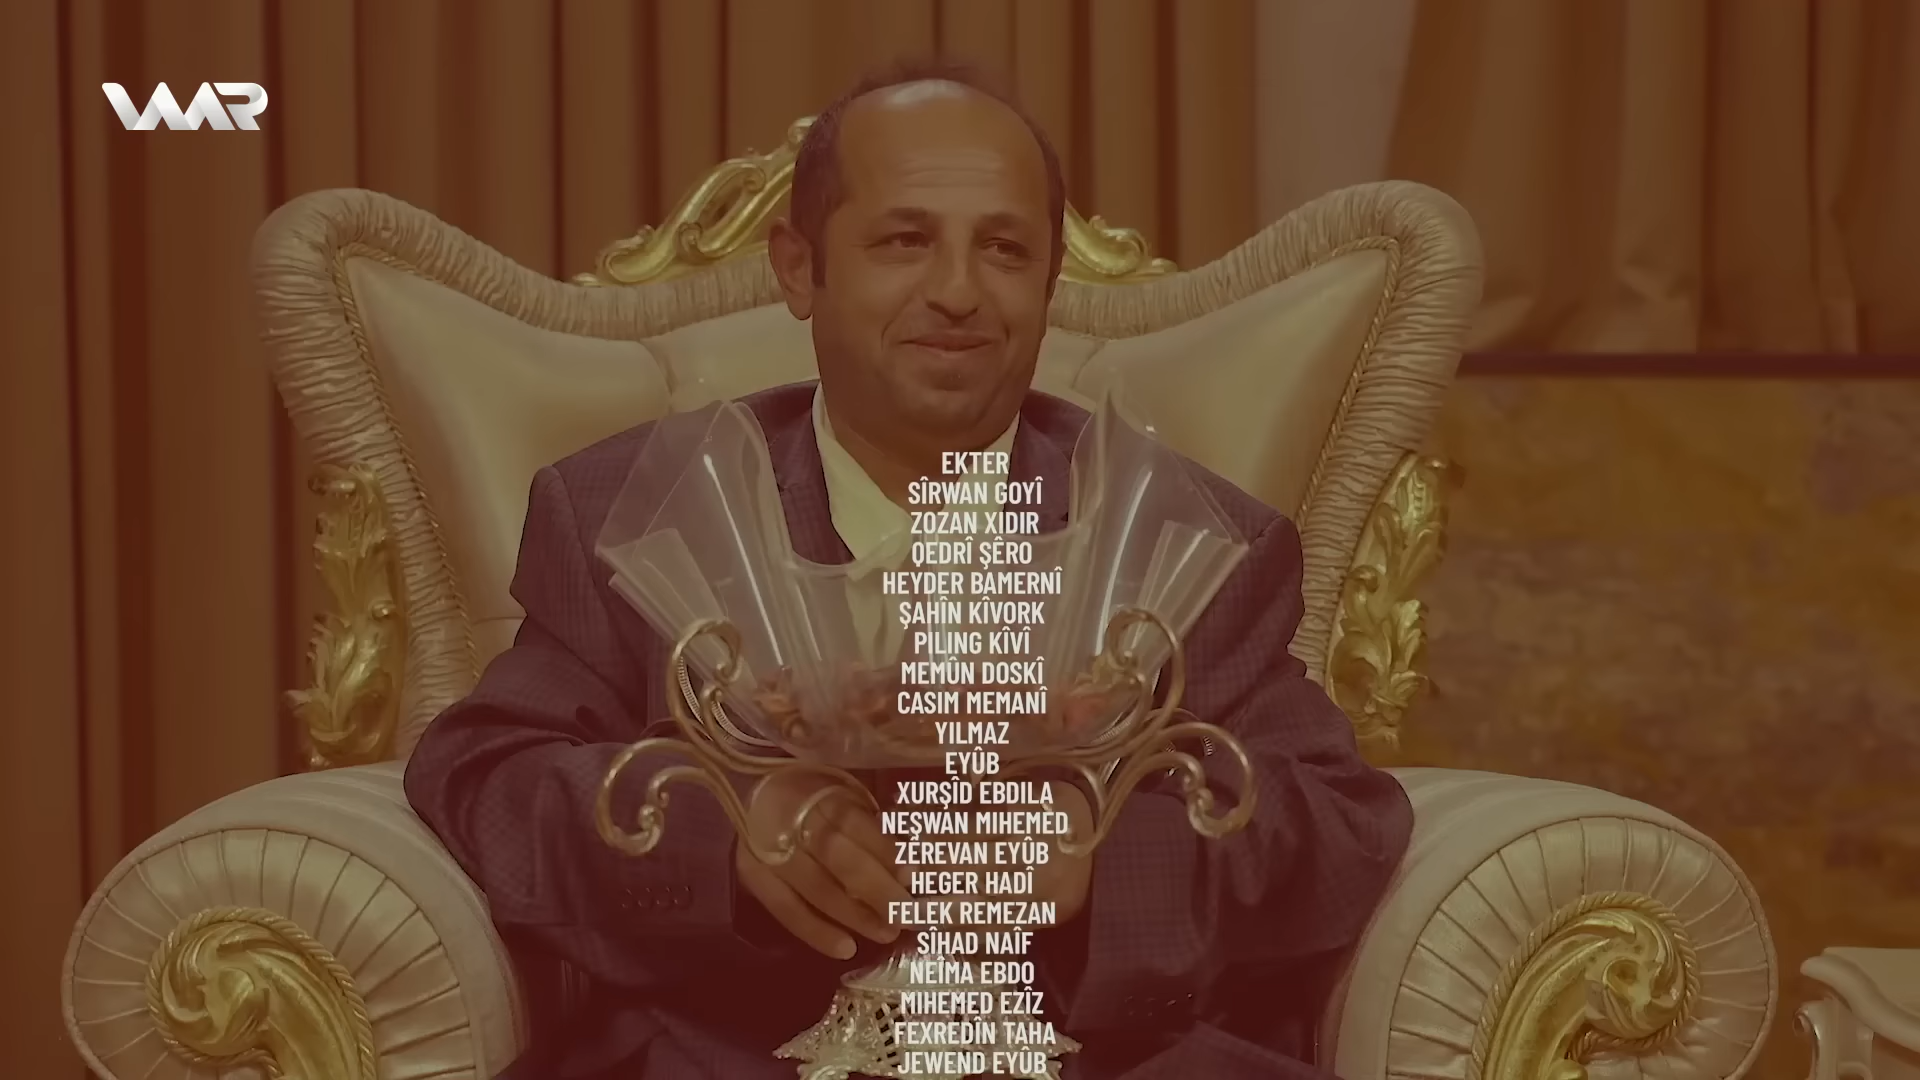 WAAR
EKTER
SÎRWAN GOYÎ
ZOZAN XIDIR
QEDRÎ ŞÊRO
HEYDER BAMERNÎ
ŞAHÎN KÎVORK
PILING KÎVÎ
MEMÛN DOSKÎ
CASIM MEMANÎ
YILMAZ
EYÛB
XURŞÎD EBDILA
NEŞWAN MIHEMED
ZÊREVAN EYÛB
HEGER HADÎ
FELEK REMEZAN
SÎHAD NAÎF
NEÎMA EBDO
MIHEMED EZÎZ
FEXREDÎN TAHA
JEWEND EYÛB